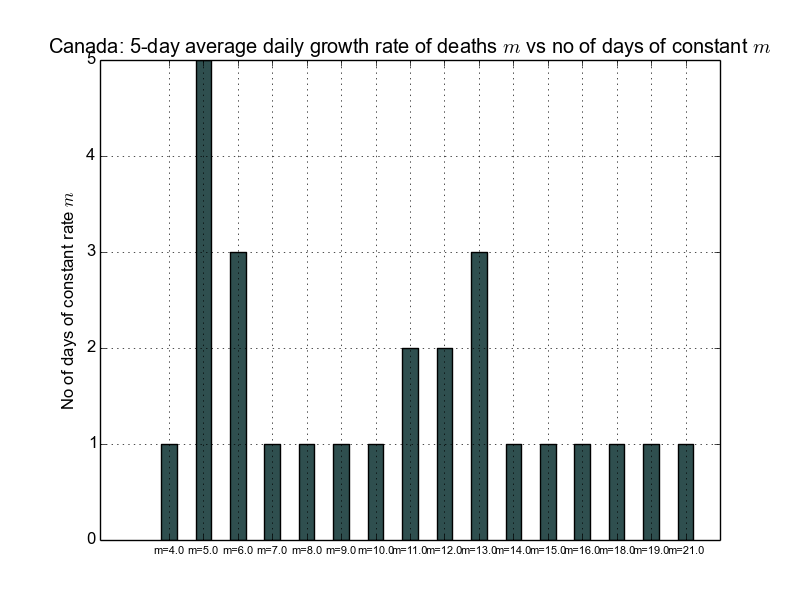 Canada: 5-day average daily growth rate of deaths m vs no of days of constant m
No of days of constant rate m
5
4
3
2
1
0
m=4.0 m=5.0 m=6.0 m=7.0 m=8.0 m=9.0 m=10.0 m=11.0 m=12.0 m=13.0 m=14.0 m=15.0 m=16.0 m=18.0 m=19.0 m=21.0